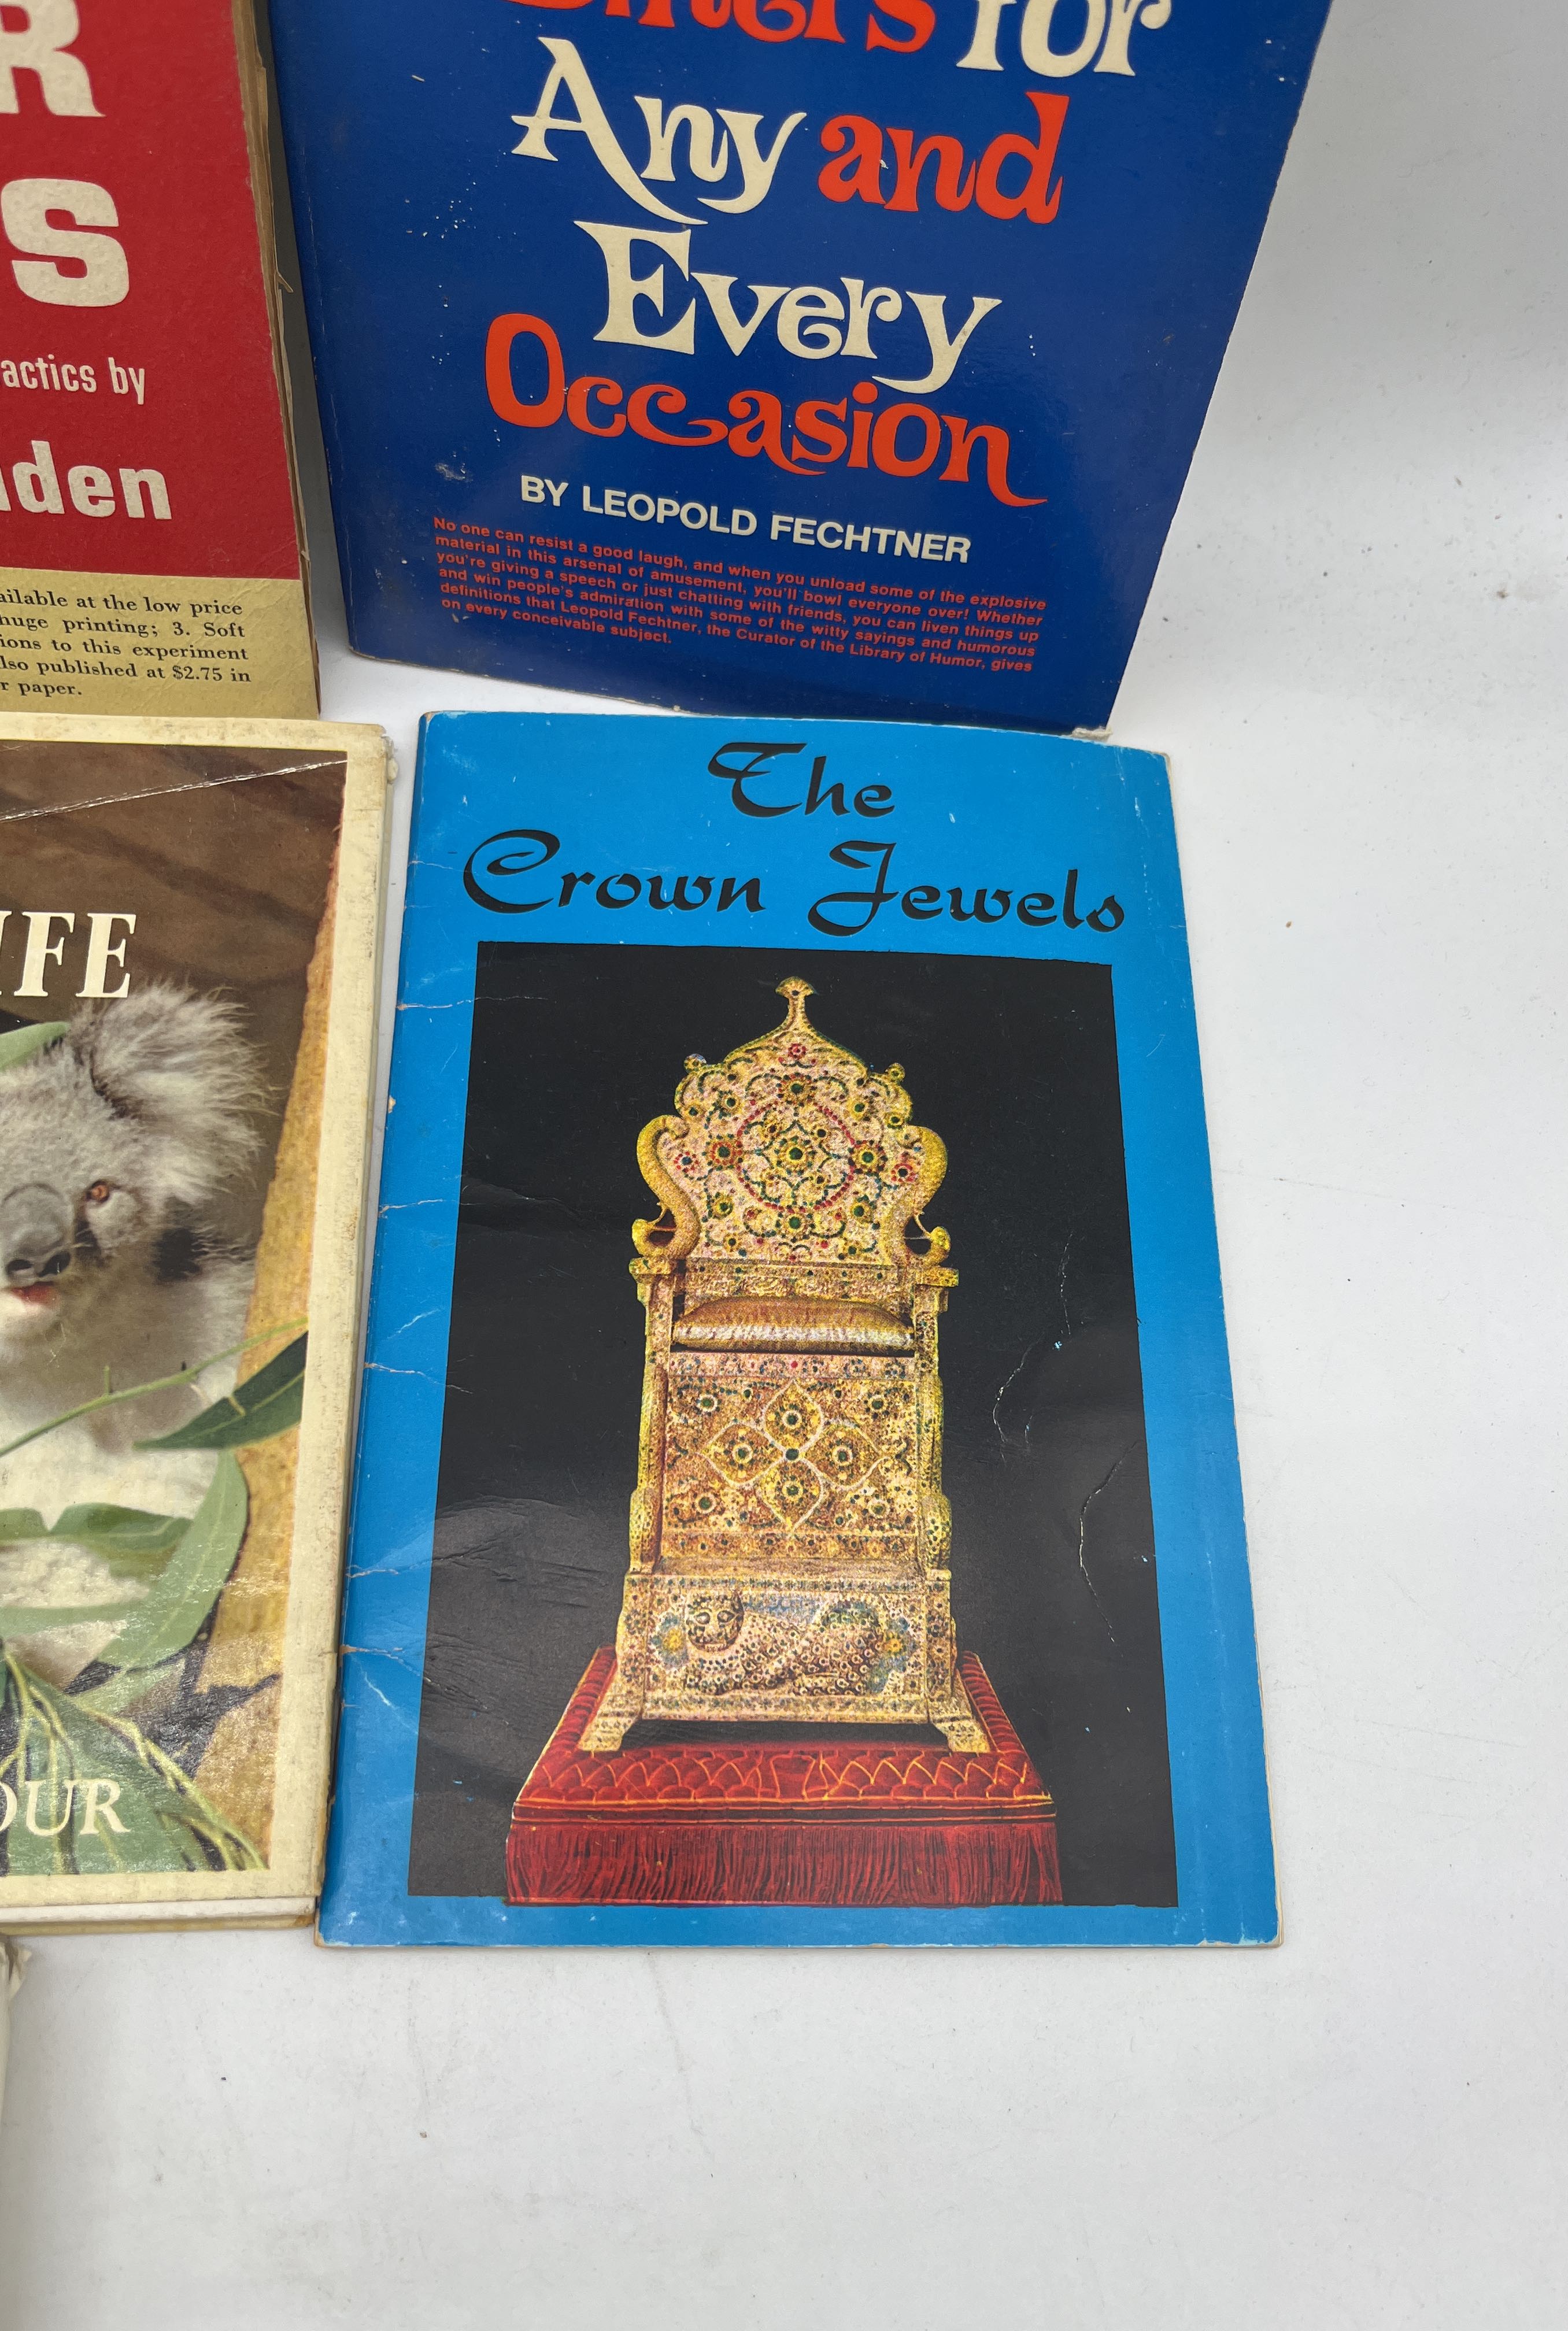 R
S
actics by
nden
ailable at the low price
huge printing; 3. Soft
ions to this experiment
lso published at $2.75 in
r paper.
for
Any and
Every
Occasion
BY LEOPOLD FECHTNER
No one can resist a good laugh, and when you unload some of the explosive
material in this arsenal of amusement, you'll bowl everyone over! Whether
you're giving a speech or just chatting with friends, you can liven things up
and win people's admiration with some of the witty sayings and humorous
definitions that Leopold Fechtner, the Curator of the Library of Humor, gives
on every conceivable subject.
IFE
OUR
The
Crown Jewels